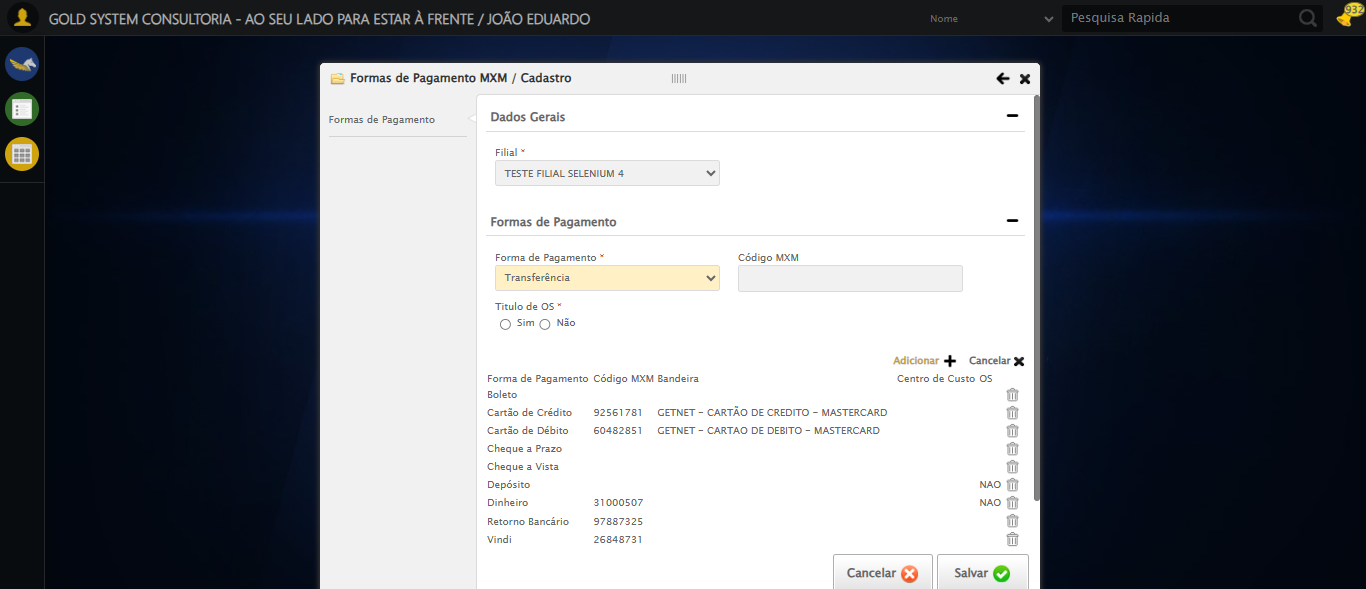 GOLD SYSTEM CONSULTORIA - AO SEU LADO PARA ESTAR À FRENTE / JOÃO EDUARDO
Nome
Pesquisa Rapida
932
Formas de Pagamento MXM / Cadastro
Formas de Pagamento
Dados Gerais
Filial *
TESTE FILIAL SELENIUM 4
Formas de Pagamento
Forma de Pagamento * Código MXM
Transferência
Titulo de OS *
Sim Não
Adicionar Cancelar
Forma de Pagamento Código MXM Bandeira Centro de Custo OS
Boleto
Cartão de Crédito 92561781 GETNET - CARTÃO DE CREDITO - MASTERCARD
Cartão de Débito 60482851 GETNET - CARTAO DE DEBITO - MASTERCARD
Cheque a Prazo
Cheque a Vista
Depósito NAO
Dinheiro 31000507 NAO
Retorno Bancário 97887325
Vindi 26848731
Cancelar Salvar